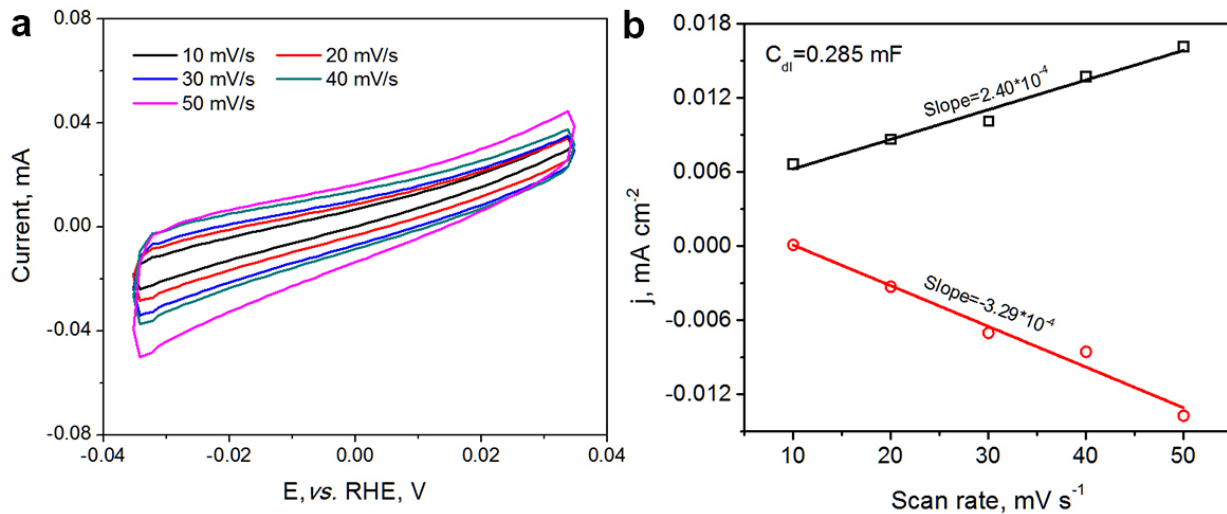 a
0.08
0.04
0.00
-0.04
-0.08
Current, mA
10 mV/s
20 mV/s
30 mV/s
40 mV/s
50 mV/s
-0.04
-0.02
0.00
0.02
0.04
E, vs. RHE, V
b
0.018
0.012
0.006
0.000
-0.006
-0.012
j, mA cm⁻²
C_dl=0.285 mF
Slope=2.40*10⁻⁴
Slope=-3.29*10⁻⁴
10
20
30
40
50
Scan rate, mV s⁻¹